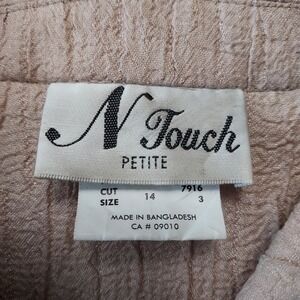 N Touch
PETITE
CUT 7916
SIZE 14 3
MADE IN BANGLADESH
CA # 09010